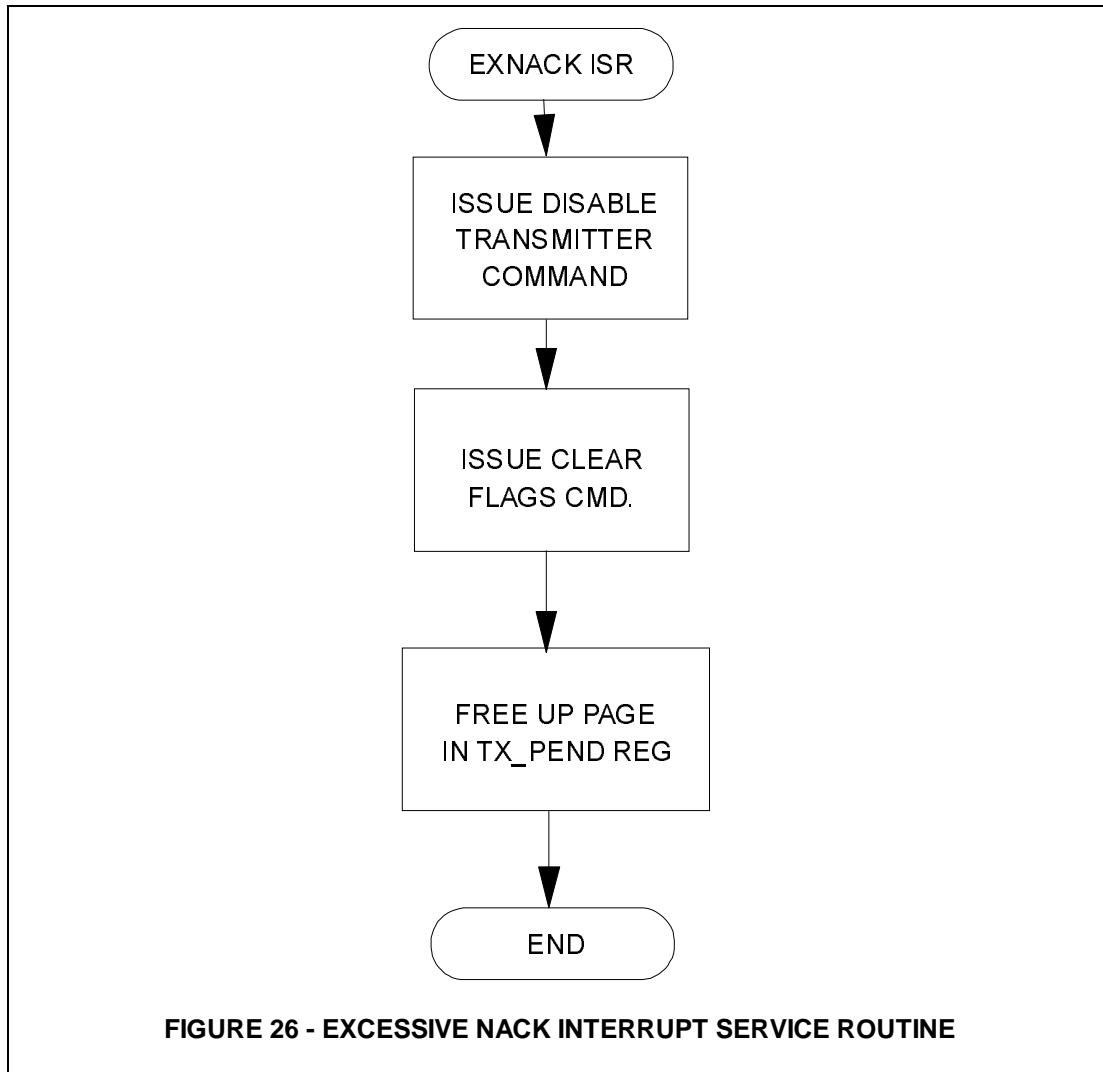 EXNACK ISR
ISSUE DISABLE
TRANSMITTER
COMMAND
ISSUE CLEAR
FLAGS CMD.
FREE UP PAGE
IN TX_PEND REG
END
FIGURE 26 - EXCESSIVE NACK INTERRUPT SERVICE ROUTINE